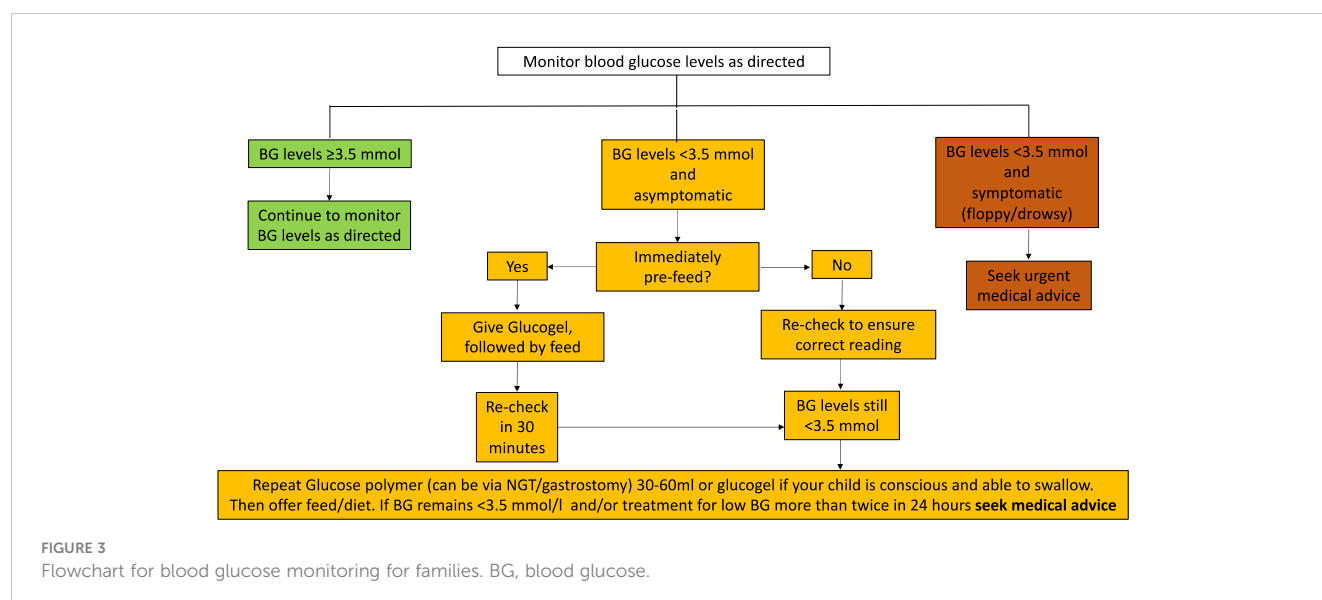 Monitor blood glucose levels as directed
BG levels ≥3.5 mmol
Continue to monitor
BG levels as directed
BG levels <3.5 mmol
and
asymptomatic
Immediately
pre-feed?
Yes
Give Glucogel,
followed by feed
Re-check
in 30
minutes
No
Re-check to ensure
correct reading
BG levels still
<3.5 mmol
BG levels <3.5 mmol
and
symptomatic
(floppy/drowsy)
Seek urgent
medical advice
Repeat Glucose polymer (can be via NGT/gastrostomy) 30-60ml or glucogel if your child is conscious and able to swallow.
Then offer feed/diet. If BG remains <3.5 mmol/l and/or treatment for low BG more than twice in 24 hours seek medical advice
FIGURE 3
Flowchart for blood glucose monitoring for families. BG, blood glucose.